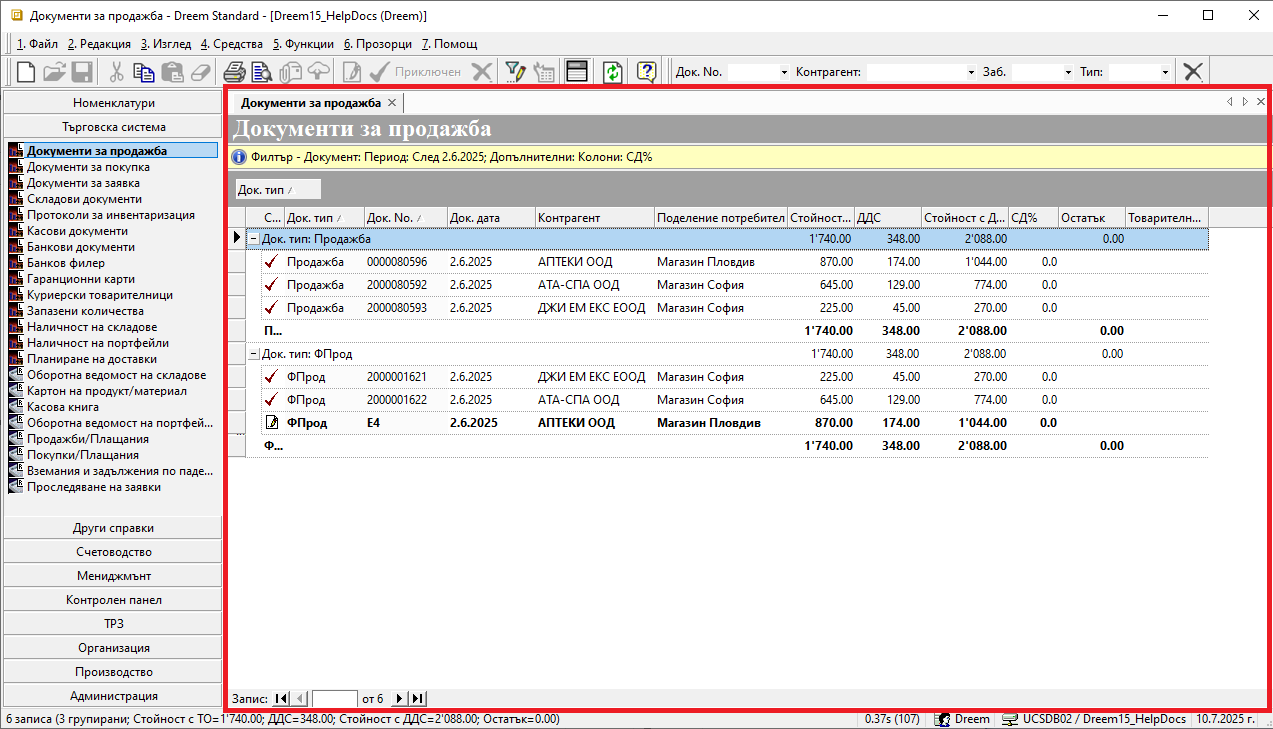 Документи за продажба - Dreem Standard - [Dreem15_HelpDocs (Dreem)]
1. Файл 2. Редакция 3. Изглед 4. Средства 5. Функции 6. Прозорци 7. Помощ
Приключен Док. No. Контрагент: Заб. Тип:
Номенклатури
Търговска система
Документи за продажба
Документи за покупка
Документи за заявка
Складови документи
Протоколи за инвентаризация
Касови документи
Банкови документи
Банков филер
Гаранционни карти
Куриерски товарителници
Запазени количества
Наличност на складове
Наличност на портфейли
Планиране на доставки
Оборотна ведомост на складове
Картон на продукт/материал
Касова книга
Оборотна ведомост на портфей...
Продажби/Плащания
Покупки/Плащания
Вземания и задължения по паде...
Проследяване на заявки
Други справки
Счетоводство
Мениджмънт
Контролен панел
ТРЗ
Организация
Производство
Администрация
Документи за продажба
Документи за продажба
Филтър - Документ: Период: След 2.6.2025; Допълнителни: Колони: СД%
Док. тип
С... Док. тип Док. No. Док. дата Контрагент Поделение потребител Стойност... ДДС Стойност с Д... СД% Остатък Товарителн...
Док. тип: Продажба 1'740.00 348.00 2'088.00 0.00
Продажба 0000080596 2.6.2025 АПТЕКИ ООД Магазин Пловдив 870.00 174.00 1'044.00 0.0
Продажба 0000080592 2.6.2025 АТА-СПА ООД Магазин София 645.00 129.00 774.00 0.0
Продажба 0000080593 2.6.2025 ДЖИ ЕМ ЕКС ЕООД Магазин София 225.00 45.00 270.00 0.0
П... 1'740.00 348.00 2'088.00 0.00
Док. тип: ФПрод 1'740.00 348.00 2'088.00 0.00
ФПрод 2000001621 2.6.2025 ДЖИ ЕМ ЕКС ЕООД Магазин София 225.00 45.00 270.00 0.0
ФПрод 2000001622 2.6.2025 АТА-СПА ООД Магазин София 645.00 129.00 774.00 0.0
ФПрод Е4 2.6.2025 АПТЕКИ ООД Магазин Пловдив 870.00 174.00 1'044.00 0.0
Ф... 1'740.00 348.00 2'088.00 0.00
Запис: от 6
6 записа (3 групирани; Стойност с ТО=1'740.00; ДДС=348.00; Стойност с ДДС=2'088.00; Остатък=0.00) 0.37s (107) Dreem UCSDB02 / Dreem15_HelpDocs 10.7.2025 г.